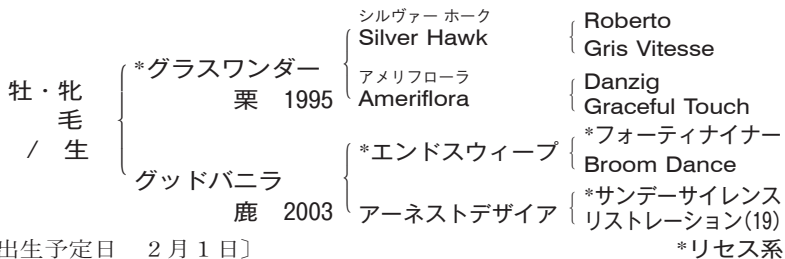 牡・牝
毛
/ 生
*グラスワンダー
栗 1995
グッドバニラ
鹿 2003
シルヴァー ホーク
Silver Hawk
アメリフローラ
Ameriflora
*エンドスウィープ
アーネストデザイア
Roberto
Gris Vitesse
Danzig
Graceful Touch
*フォーティナイナー
Broom Dance
*サンデーサイレンス
リストレーション(19)
出生予定日 2月1日〕
*リセス系